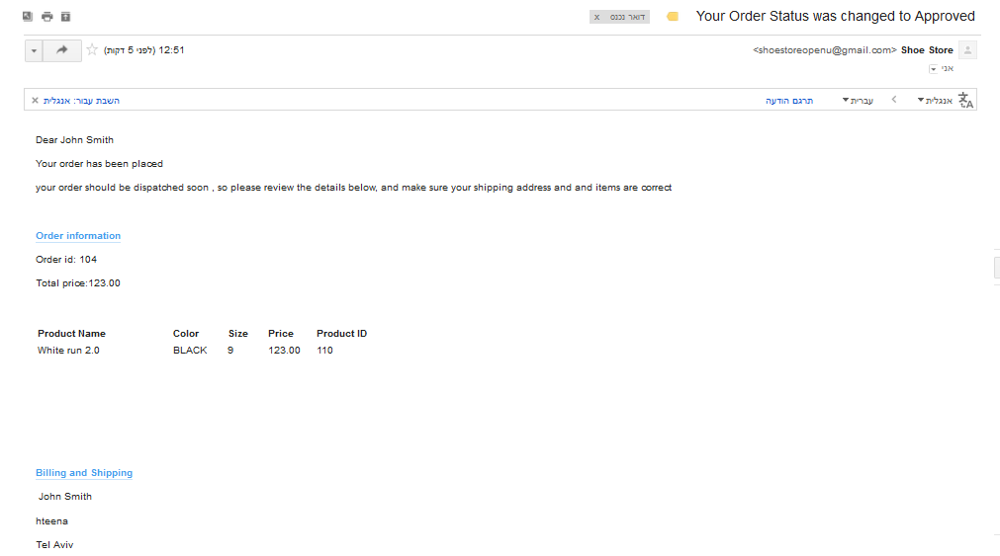 Your Order Status was changed to Approved
דואר נכנס x
Shoe Store <shoestoreopenu@gmail.com>
12:51 (לפני 5 דקות)
אני
אנגלית עברית תרגם הודעה השבת עבור: אנגלית
Dear John Smith
Your order has been placed
your order should be dispatched soon , so please review the details below, and make sure your shipping address and and items are correct
Order information
Order id: 104
Total price:123.00
Product Name Color Size Price Product ID
White run 2.0 BLACK 9 123.00 110
Billing and Shipping
John Smith
hteena
Tel Aviv